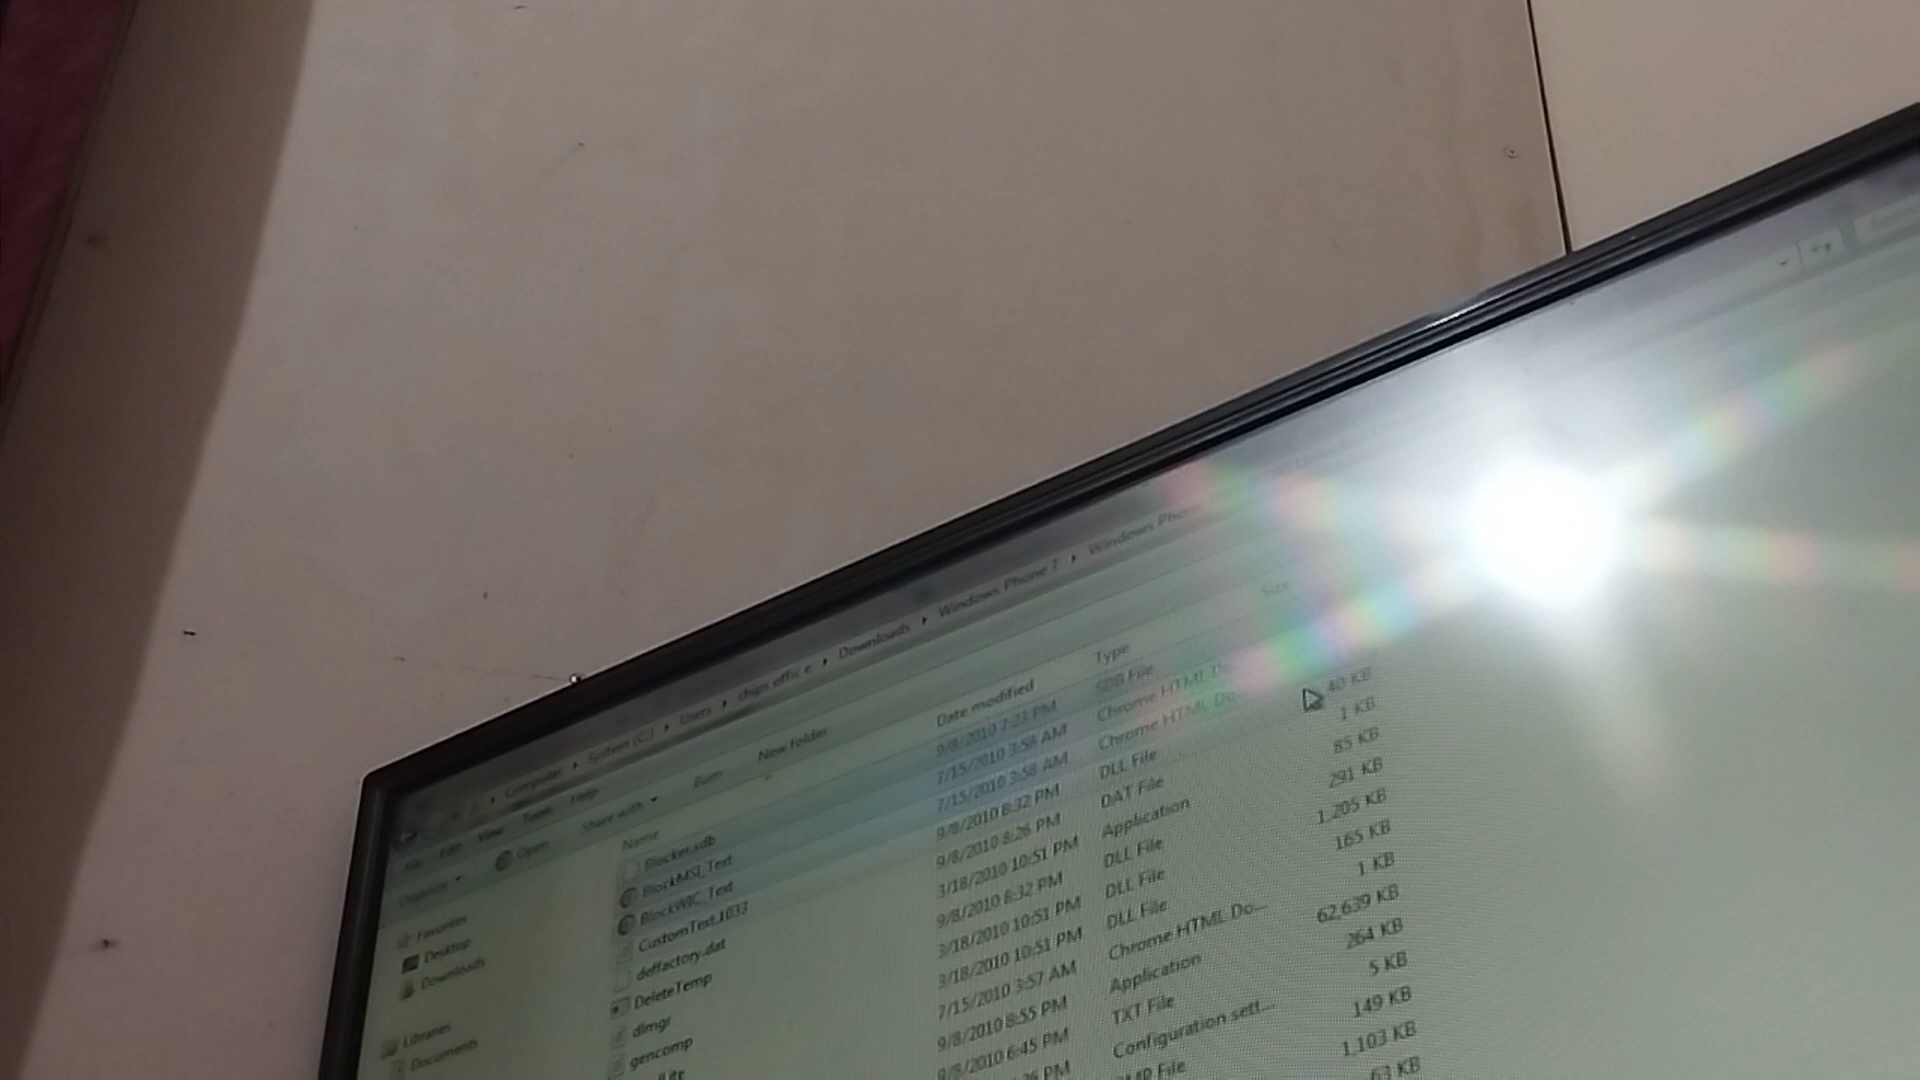 Computer ▸ System (C:) ▸ Users ▸ chips office ▸ Downloads ▸ Windows Phone 7 ▸ Windows Phone
File Edit View Tools Help
Organize Open Share with Burn New folder
Name Date modified Type Size
Blocker.sdb 9/8/2010 7:23 PM SDB File 40 KB
BlockMSI_Text 7/15/2010 3:58 AM Chrome HTML Do 1 KB
BlockWIC_Text 7/15/2010 3:58 AM Chrome HTML Do 1 KB
CustomText.1033 9/8/2010 8:32 PM DLL File 85 KB
deffactory.dat 9/8/2010 8:26 PM DAT File 291 KB
DeleteTemp 3/18/2010 10:51 PM Application 1,205 KB
dlmgr 9/8/2010 8:32 PM DLL File 165 KB
gencomp 3/18/2010 10:51 PM DLL File 1 KB
3/18/2010 10:51 PM DLL File 62,639 KB
7/15/2010 3:57 AM Chrome HTML Do... 264 KB
9/8/2010 8:55 PM Application 5 KB
9/8/2010 6:45 PM TXT File 149 KB
PM Configuration sett... 1,103 KB
File 63 KB
Favorites
Desktop
Downloads
Libraries
Documents